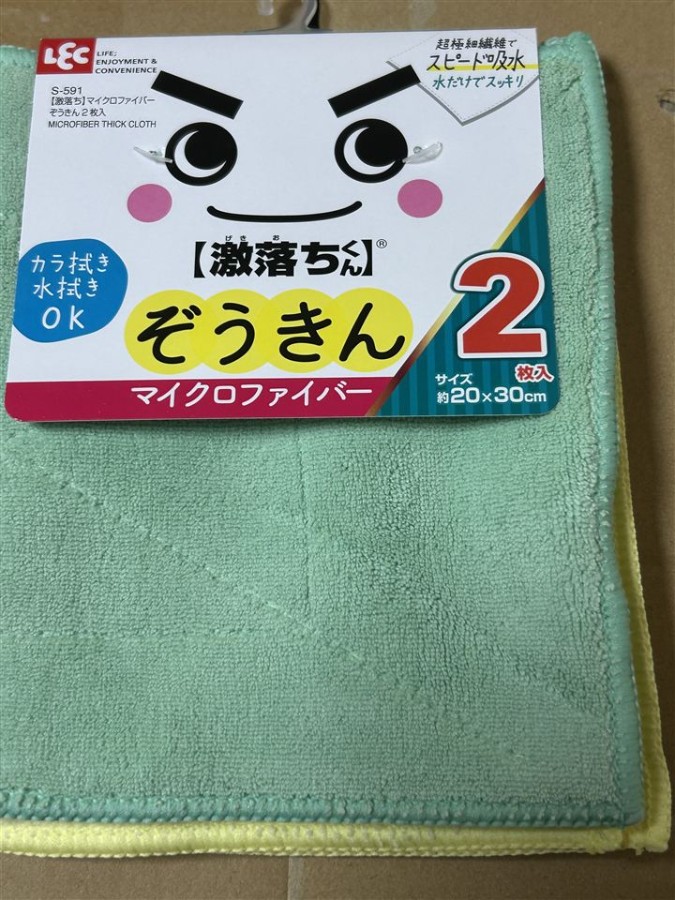 LEC
LIFE;
ENJOYMENT &
CONVENIENCE
S-591
【激落ち】マイクロファイバー
ぞうきん2枚入
MICROFIBER THICK CLOTH
超極細繊維で
スピード吸水
水だけでスッキリ
カラ拭き
水拭き
OK
げきお
【激落ちくん】®
ぞうきん
マイクロファイバー
2
枚入
サイズ
約20×30cm